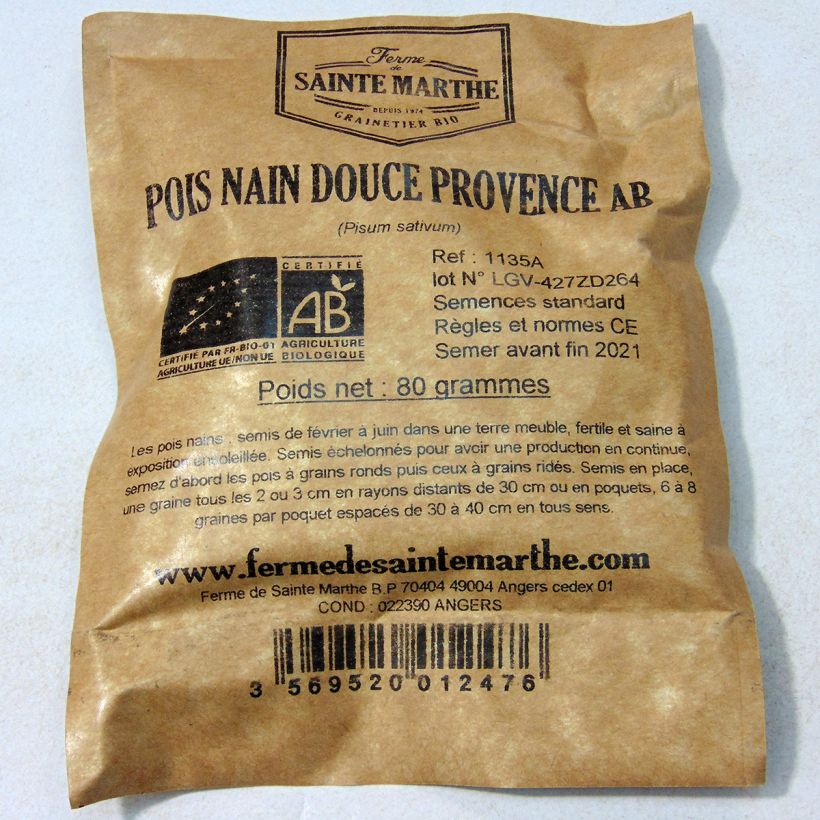 Ferme
de
SAINTE MARTHE
DEPUIS 1974
GRAINETIER BIO
POIS NAIN DOUCE PROVENCE AB
(Pisum sativum)
CERTIFIÉ
AB
AGRICULTURE
BIOLOGIQUE
CERTIFIÉ PAR FR-BIO-01
AGRICULTURE UE/NON UE
Ref : 1135A
lot N° LGV-427ZD264
Semences standard
Règles et normes CE
Semer avant fin 2021
Poids net : 80 grammes
Les pois nains : semis de février à juin dans une terre meuble, fertile et saine à
exposition ensoleillée. Semis échelonnés pour avoir une production en continue,
semez d'abord les pois à grains ronds puis ceux à grains ridés. Semis en place,
une graine tous les 2 ou 3 cm en rayons distants de 30 cm ou en poquets, 6 à 8
graines par poquet espacés de 30 à 40 cm en tous sens.
www.fermedesaintemarthe.com
Ferme de Sainte Marthe B.P 70404 49004 Angers cedex 01
COND : 022390 ANGERS
3 569520 012476